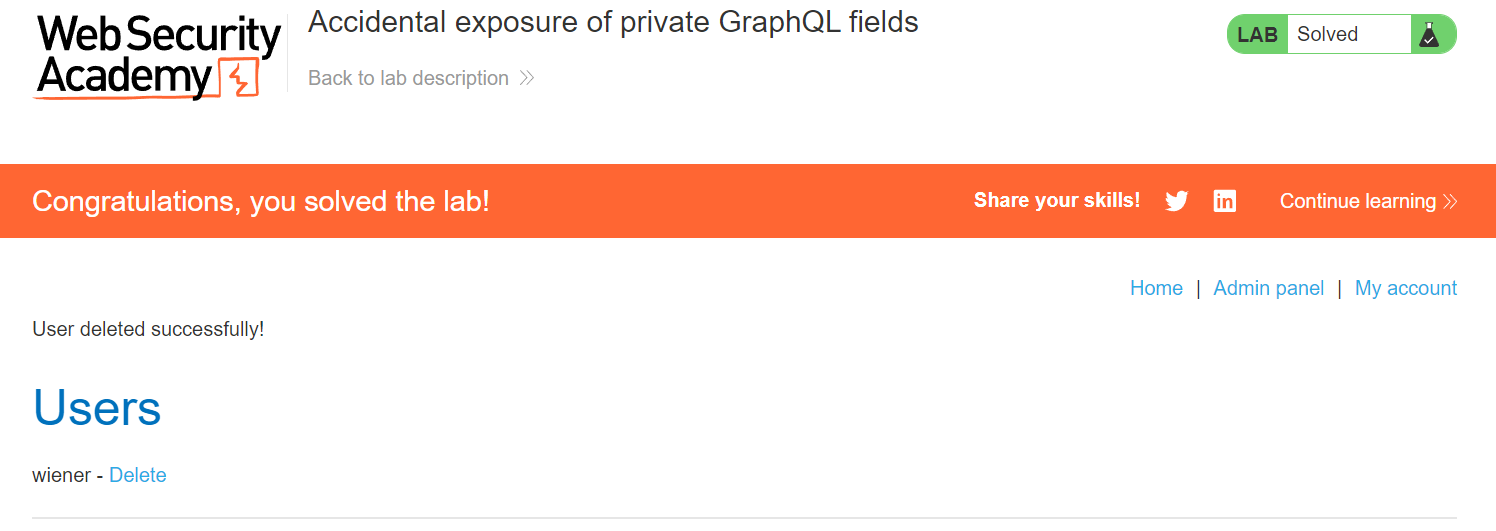 Web Security
Academy
Accidental exposure of private GraphQL fields
Back to lab description
LAB Solved
Congratulations, you solved the lab!
Share your skills!
Continue learning
Home | Admin panel | My account
User deleted successfully!
Users
wiener - Delete